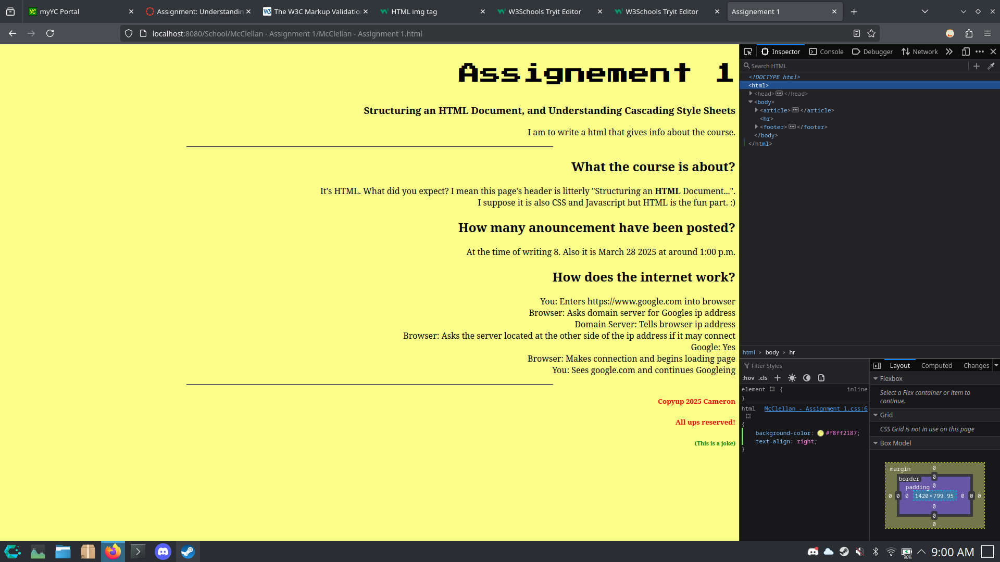 myYC Portal
Assignment: Understandin
The W3C Markup Validatio
HTML img tag
W3Schools Tryit Editor
W3Schools Tryit Editor
Assignement 1
localhost:8080/School/McClellan - Assignment 1/McClellan - Assignment 1.html
Assignement 1
Structuring an HTML Document, and Understanding Cascading Style Sheets
I am to write a html that gives info about the course.
What the course is about?
It's HTML. What did you expect? I mean this page's header is litterly "Structuring an HTML Document...".
I suppose it is also CSS and Javascript but HTML is the fun part. :)
How many anouncement have been posted?
At the time of writing 8. Also it is March 28 2025 at around 1:00 p.m.
How does the internet work?
You: Enters https://www.google.com into browser
Browser: Asks domain server for Googles ip address
Domain Server: Tells browser ip address
Browser: Asks the server located at the other side of the ip address if it may connect
Google: Yes
Browser: Makes connection and begins loading page
You: Sees google.com and continues Googleing
Copyup 2025 Cameron
All ups reserved!
(This is a joke)
Inspector Console Debugger Network
Search HTML
<!DOCTYPE html>
<html>
<head> </head>
<body>
<article> </article>
<hr>
<footer> </footer>
</body>
</html>
html > body > hr
Filter Styles
:hov .cls
element { inline
}
html McClellan - Assignment 1.css:6
{
background-color: #f8ff2187;
text-align: right;
}
Layout Computed Changes
Flexbox
Select a Flex container or item to
continue.
Grid
CSS Grid is not in use on this page
Box Model
margin 0
border 0
padding 0
0 0 0 1420×799.95 0 0 0
0
0
0
96%
9:00 AM